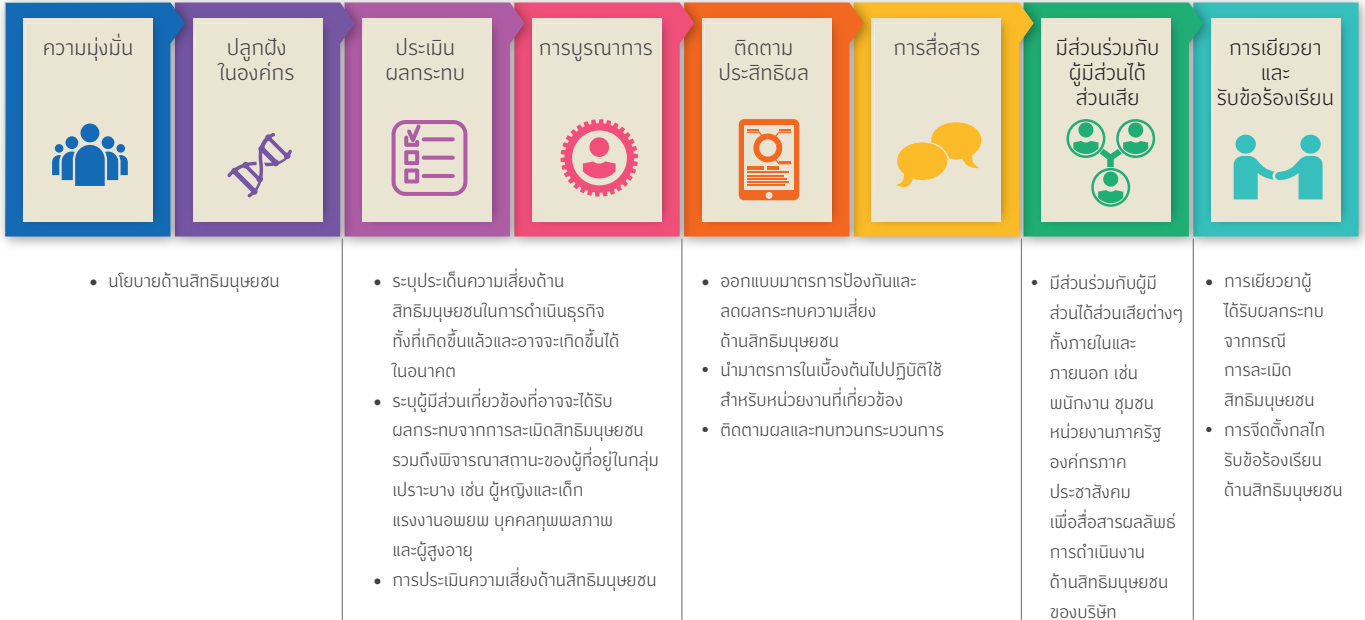 ความมุ่งมั่น
ปลูกฝัง
ในองค์กร
ประเมิน
ผลกระทบ
การบูรณาการ
ติดตาม
ประสิทธิผล
การสื่อสาร
มีส่วนร่วมกับ
ผู้มีส่วนได้
ส่วนเสีย
การเยียวยา
และ
รับข้อร้องเรียน
• นโยบายด้านสิทธิมนุษยชน
• ระบุประเด็นความเสี่ยงด้าน
สิทธิมนุษยชนในการดำเนินธุรกิจ
ทั้งที่เกิดขึ้นแล้วและอาจจะเกิดขึ้นได้
ในอนาคต
• ระบุผู้มีส่วนเกี่ยวข้องที่อาจจะได้รับ
ผลกระทบจากการละเมิดสิทธิมนุษยชน
รวมถึงพิจารณาสถานะของผู้ที่อยู่ในกลุ่ม
เปราะบาง เช่น ผู้หญิงและเด็ก
แรงงานอพยพ บุคคลทุพพลภาพ
และผู้สูงอายุ
• การประเมินความเสี่ยงด้านสิทธิมนุษยชน
• ออกแบบมาตรการป้องกันและ
ลดผลกระทบความเสี่ยง
ด้านสิทธิมนุษยชน
• นำมาตรการในเบื้องต้นไปปฏิบัติใช้
สำหรับหน่วยงานที่เกี่ยวข้อง
• ติดตามผลและทบทวนกระบวนการ
• มีส่วนร่วมกับผู้มี
ส่วนได้ส่วนเสียต่างๆ
ทั้งภายในและ
ภายนอก เช่น
พนักงาน ชุมชน
หน่วยงานภาครัฐ
องค์กรภาค
ประชาสังคม
เพื่อสื่อสารผลลัพธ์
การดำเนินงาน
ด้านสิทธิมนุษยชน
ของบริษัท
• การเยียวยาผู้
ได้รับผลกระทบ
จากกรณี
การละเมิด
สิทธิมนุษยชน
• การจีดตั้งกลไก
รับข้อร้องเรียน
ด้านสิทธิมนุษยชน